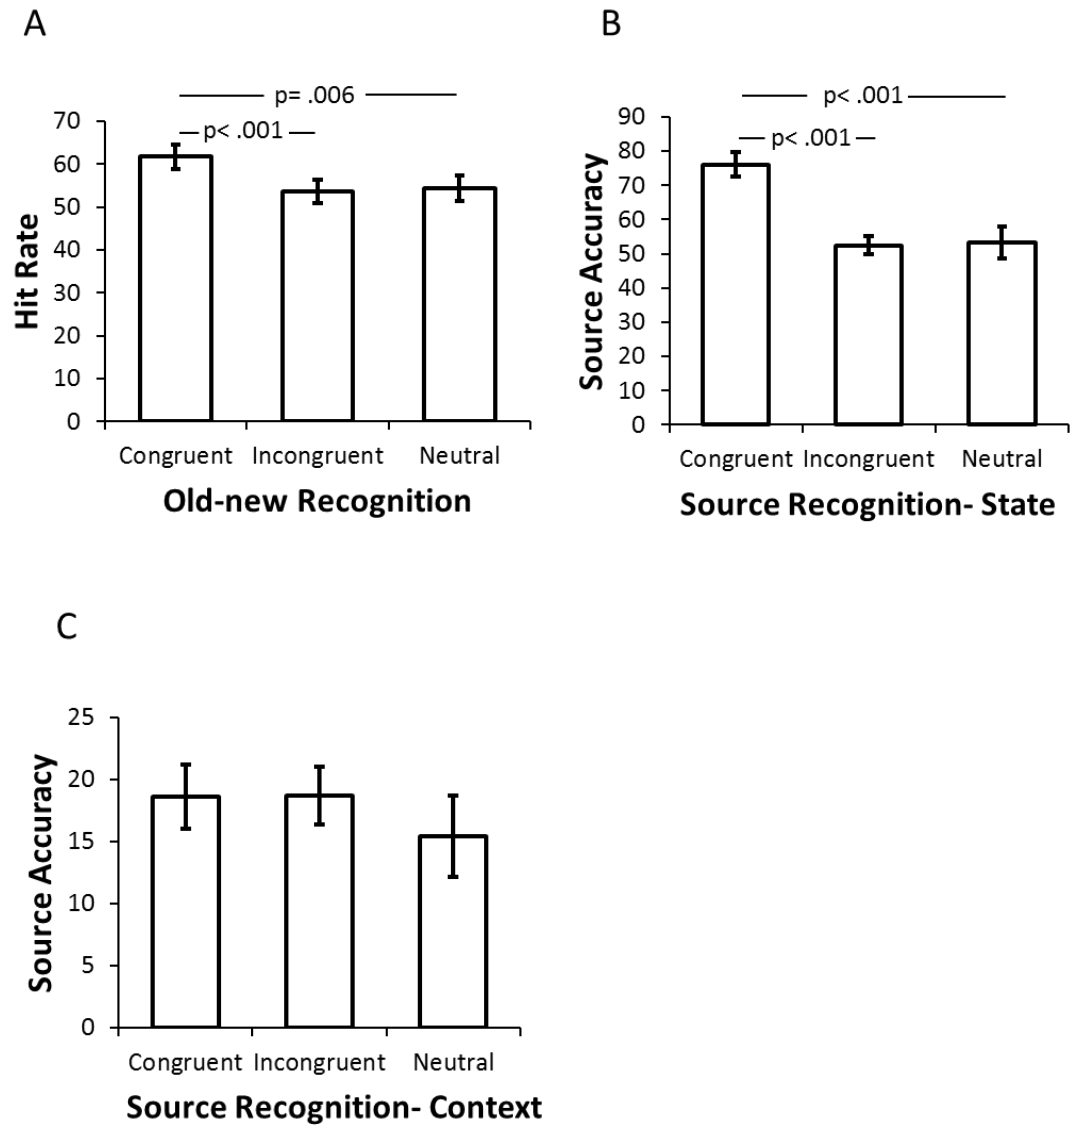 A
p= .006
p< .001
70
60
50
40
30
20
10
0
Hit Rate
Congruent Incongruent Neutral
Old-new Recognition
B
p< .001
p< .001
90
80
70
60
50
40
30
20
10
0
Source Accuracy
Congruent Incongruent Neutral
Source Recognition- State
C
25
20
15
10
5
0
Source Accuracy
Congruent Incongruent Neutral
Source Recognition- Context